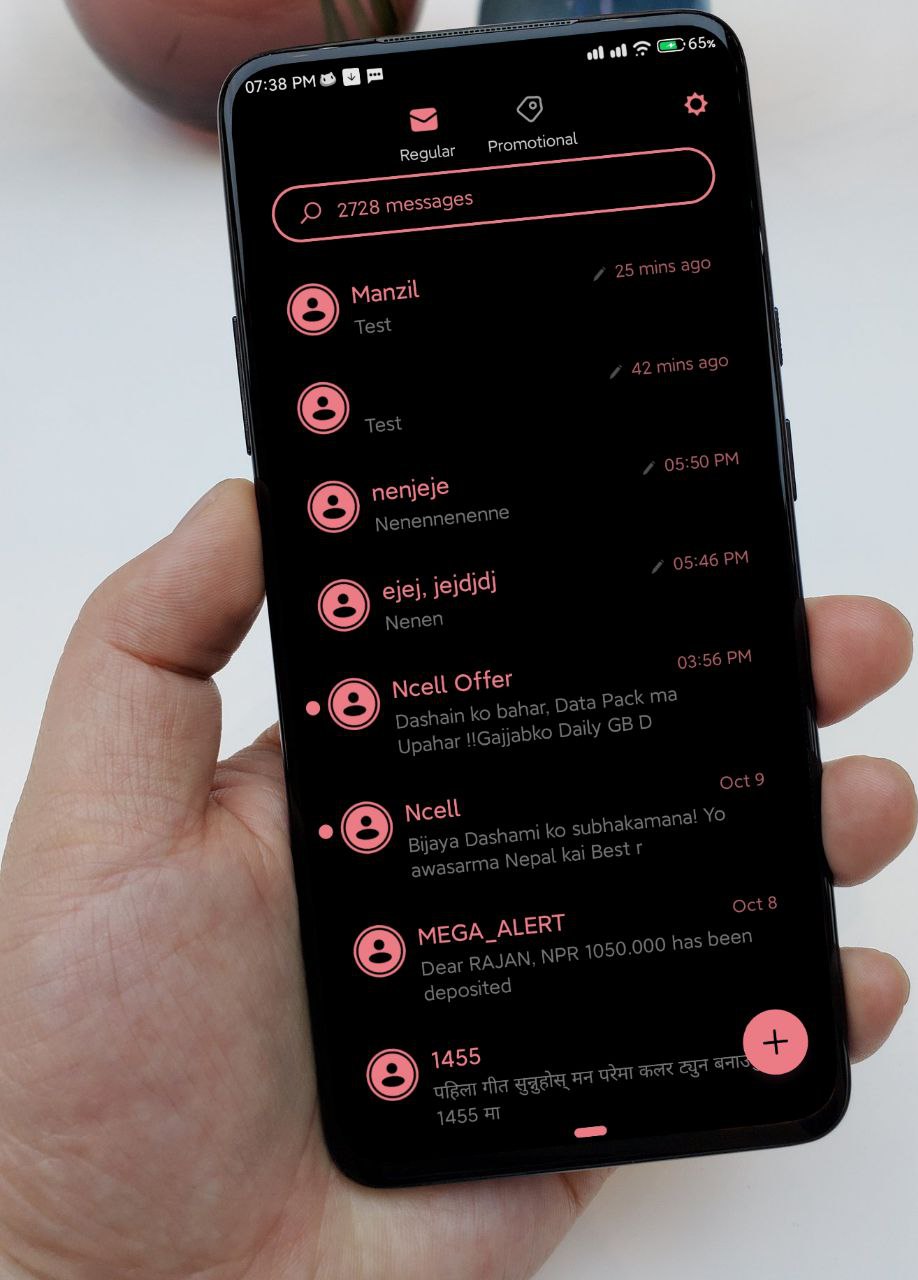 07:38 PM
65%
Regular
Promotional
2728 messages
Manzil
25 mins ago
Test
42 mins ago
Test
nenjeje
05:50 PM
Nenennenenne
ejej, jejdjdj
05:46 PM
Nenen
Ncell Offer
03:56 PM
Dashain ko bahar, Data Pack ma
Upahar !!Gajjabko Daily GB D
Ncell
Oct 9
Bijaya Dashami ko subhakamana! Yo
awasarma Nepal kai Best r
MEGA_ALERT
Oct 8
Dear RAJAN, NPR 1050.000 has been
deposited
1455
पहिला गीत सुन्नुहोस् मन परेमा कलर ट्युन
1455 मा